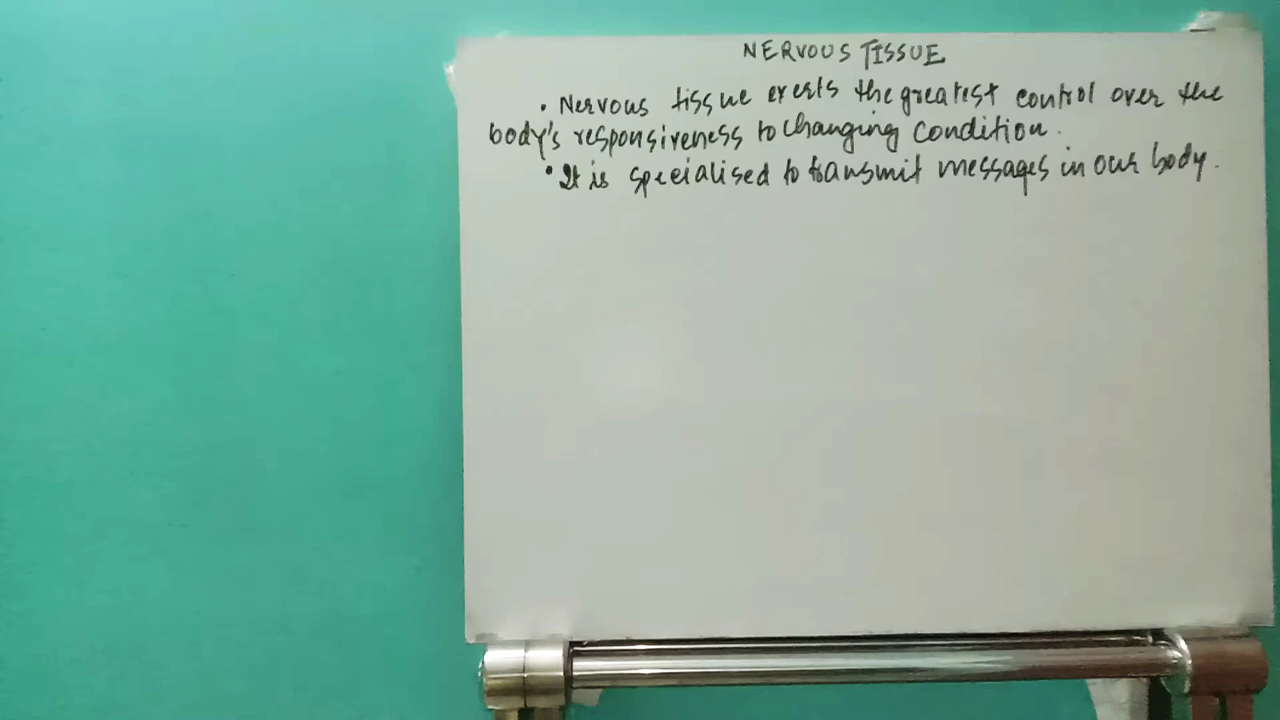 NERVOUS TISSUE
• Nervous tissue exerts the greatest control over the
body's responsiveness to changing condition.
• It is specialised to transmit messages in our body.